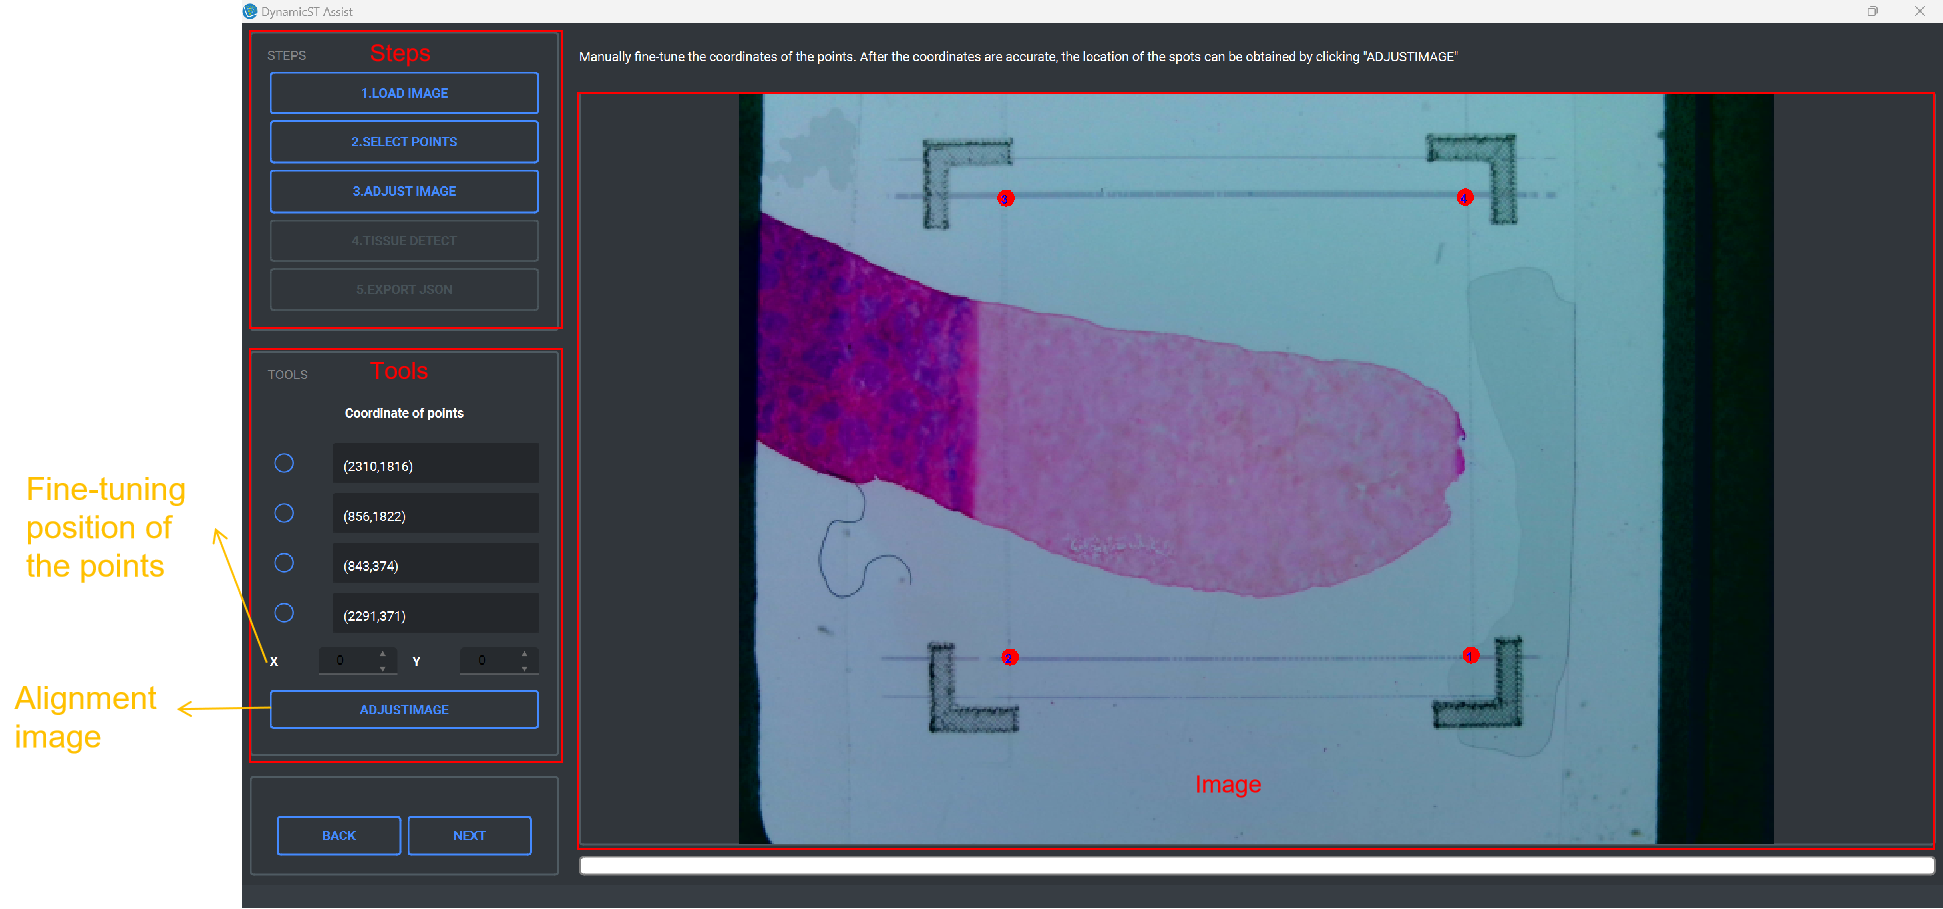 DynamicST Assist
STEPS
Steps
1.LOAD IMAGE
2.SELECT POINTS
3.ADJUST IMAGE
4.TISSUE DETECT
5.EXPORT JSON
Manually fine-tune the coordinates of the points. After the coordinates are accurate, the location of the spots can be obtained by clicking "ADJUSTIMAGE"
TOOLS
Tools
Coordinate of points
(2310,1816)
(856,1822)
(843,374)
(2291,371)
X 0 Y 0
ADJUSTIMAGE
BACK NEXT
Fine-tuning
position of
the points
Alignment
image
3 4
2 1
Image